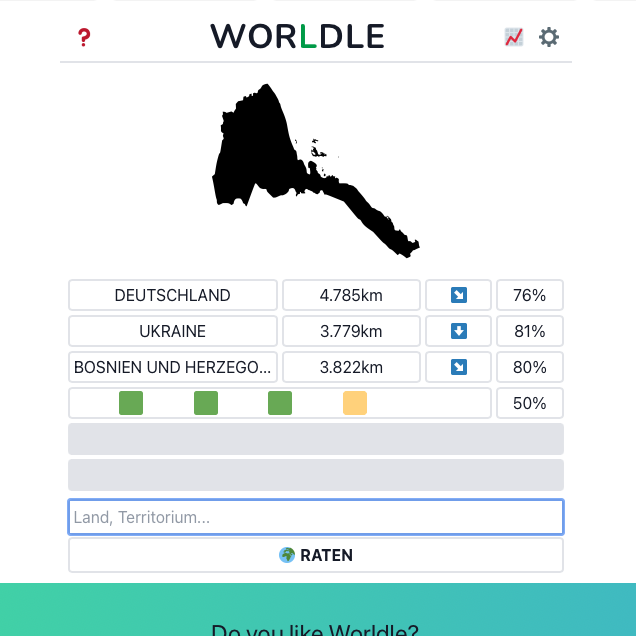 WORLDLE
DEUTSCHLAND 4.785km 76%
UKRAINE 3.779km 81%
BOSNIEN UND HERZEGO... 3.822km 80%
50%
Land, Territorium...
RATEN
Do you like Worldle?